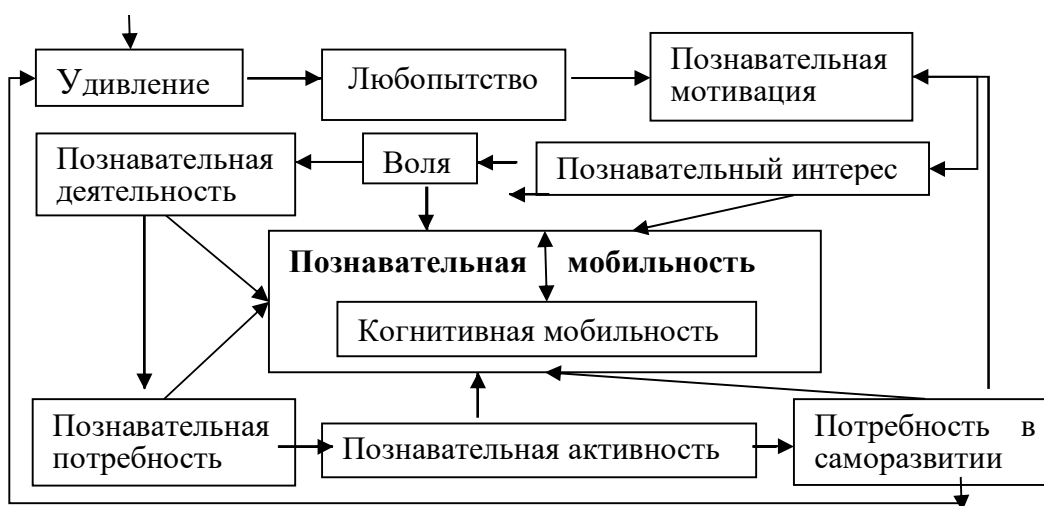 Удивление
Любопытство
Познавательная
мотивация
Познавательная
деятельность
Воля
Познавательный интерес
Познавательная мобильность
Когнитивная мобильность
Познавательная
потребность
Познавательная активность
Потребность в
саморазвитии